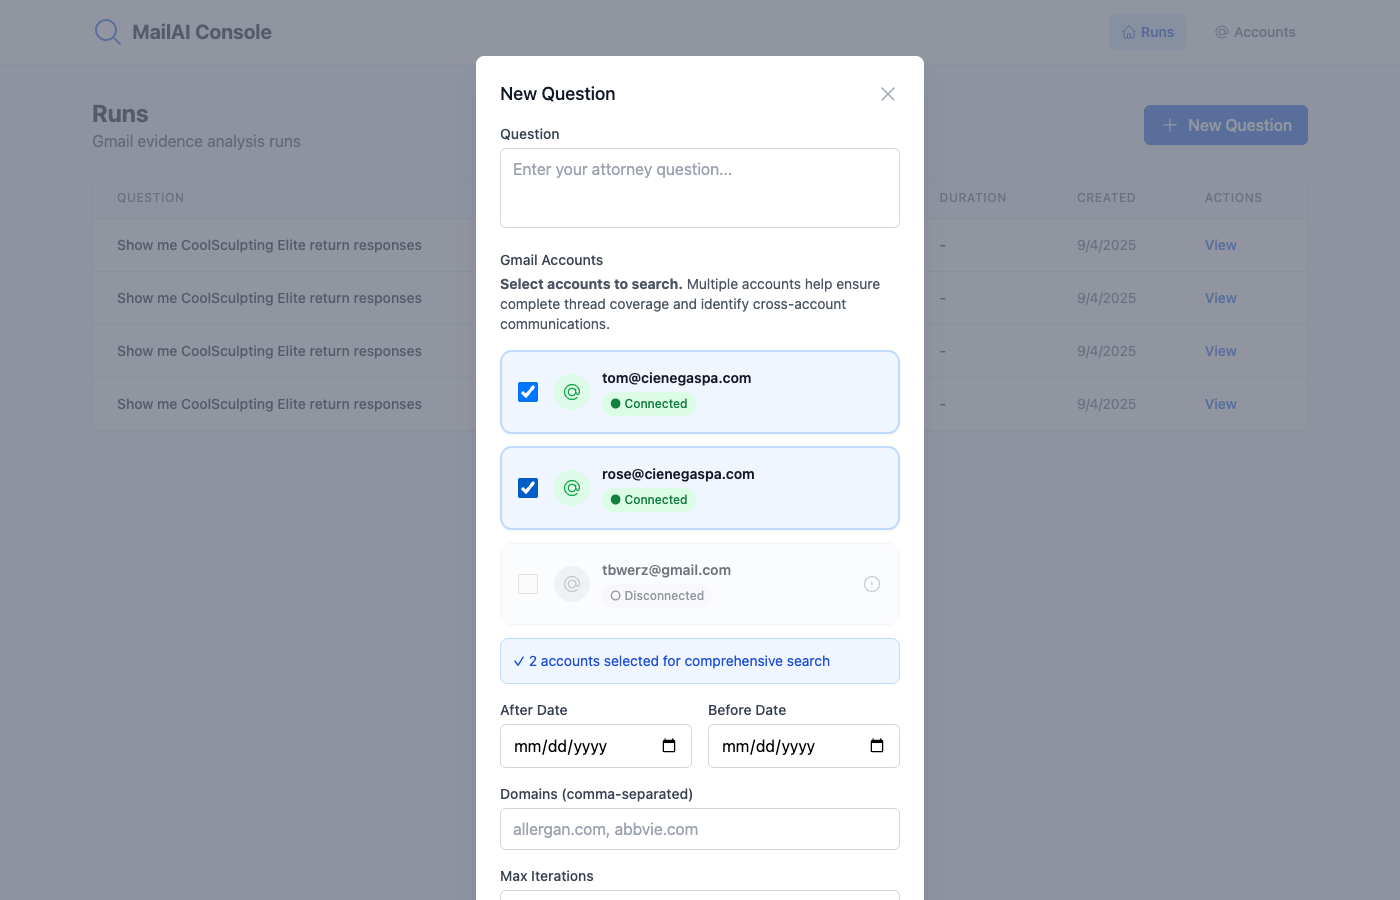 MailAI Console
Runs
Accounts
Runs
Gmail evidence analysis runs
New Question
QUESTION
DURATION
CREATED
ACTIONS
Show me CoolSculpting Elite return responses
-
9/4/2025
View
Show me CoolSculpting Elite return responses
-
9/4/2025
View
Show me CoolSculpting Elite return responses
-
9/4/2025
View
Show me CoolSculpting Elite return responses
-
9/4/2025
View
New Question
Question
Enter your attorney question...
Gmail Accounts
Select accounts to search. Multiple accounts help ensure
complete thread coverage and identify cross-account
communications.
tom@cienegaspa.com
Connected
rose@cienegaspa.com
Connected
tbwerz@gmail.com
Disconnected
✓ 2 accounts selected for comprehensive search
After Date
Before Date
mm/dd/yyyy
mm/dd/yyyy
Domains (comma-separated)
allergan.com, abbvie.com
Max Iterations